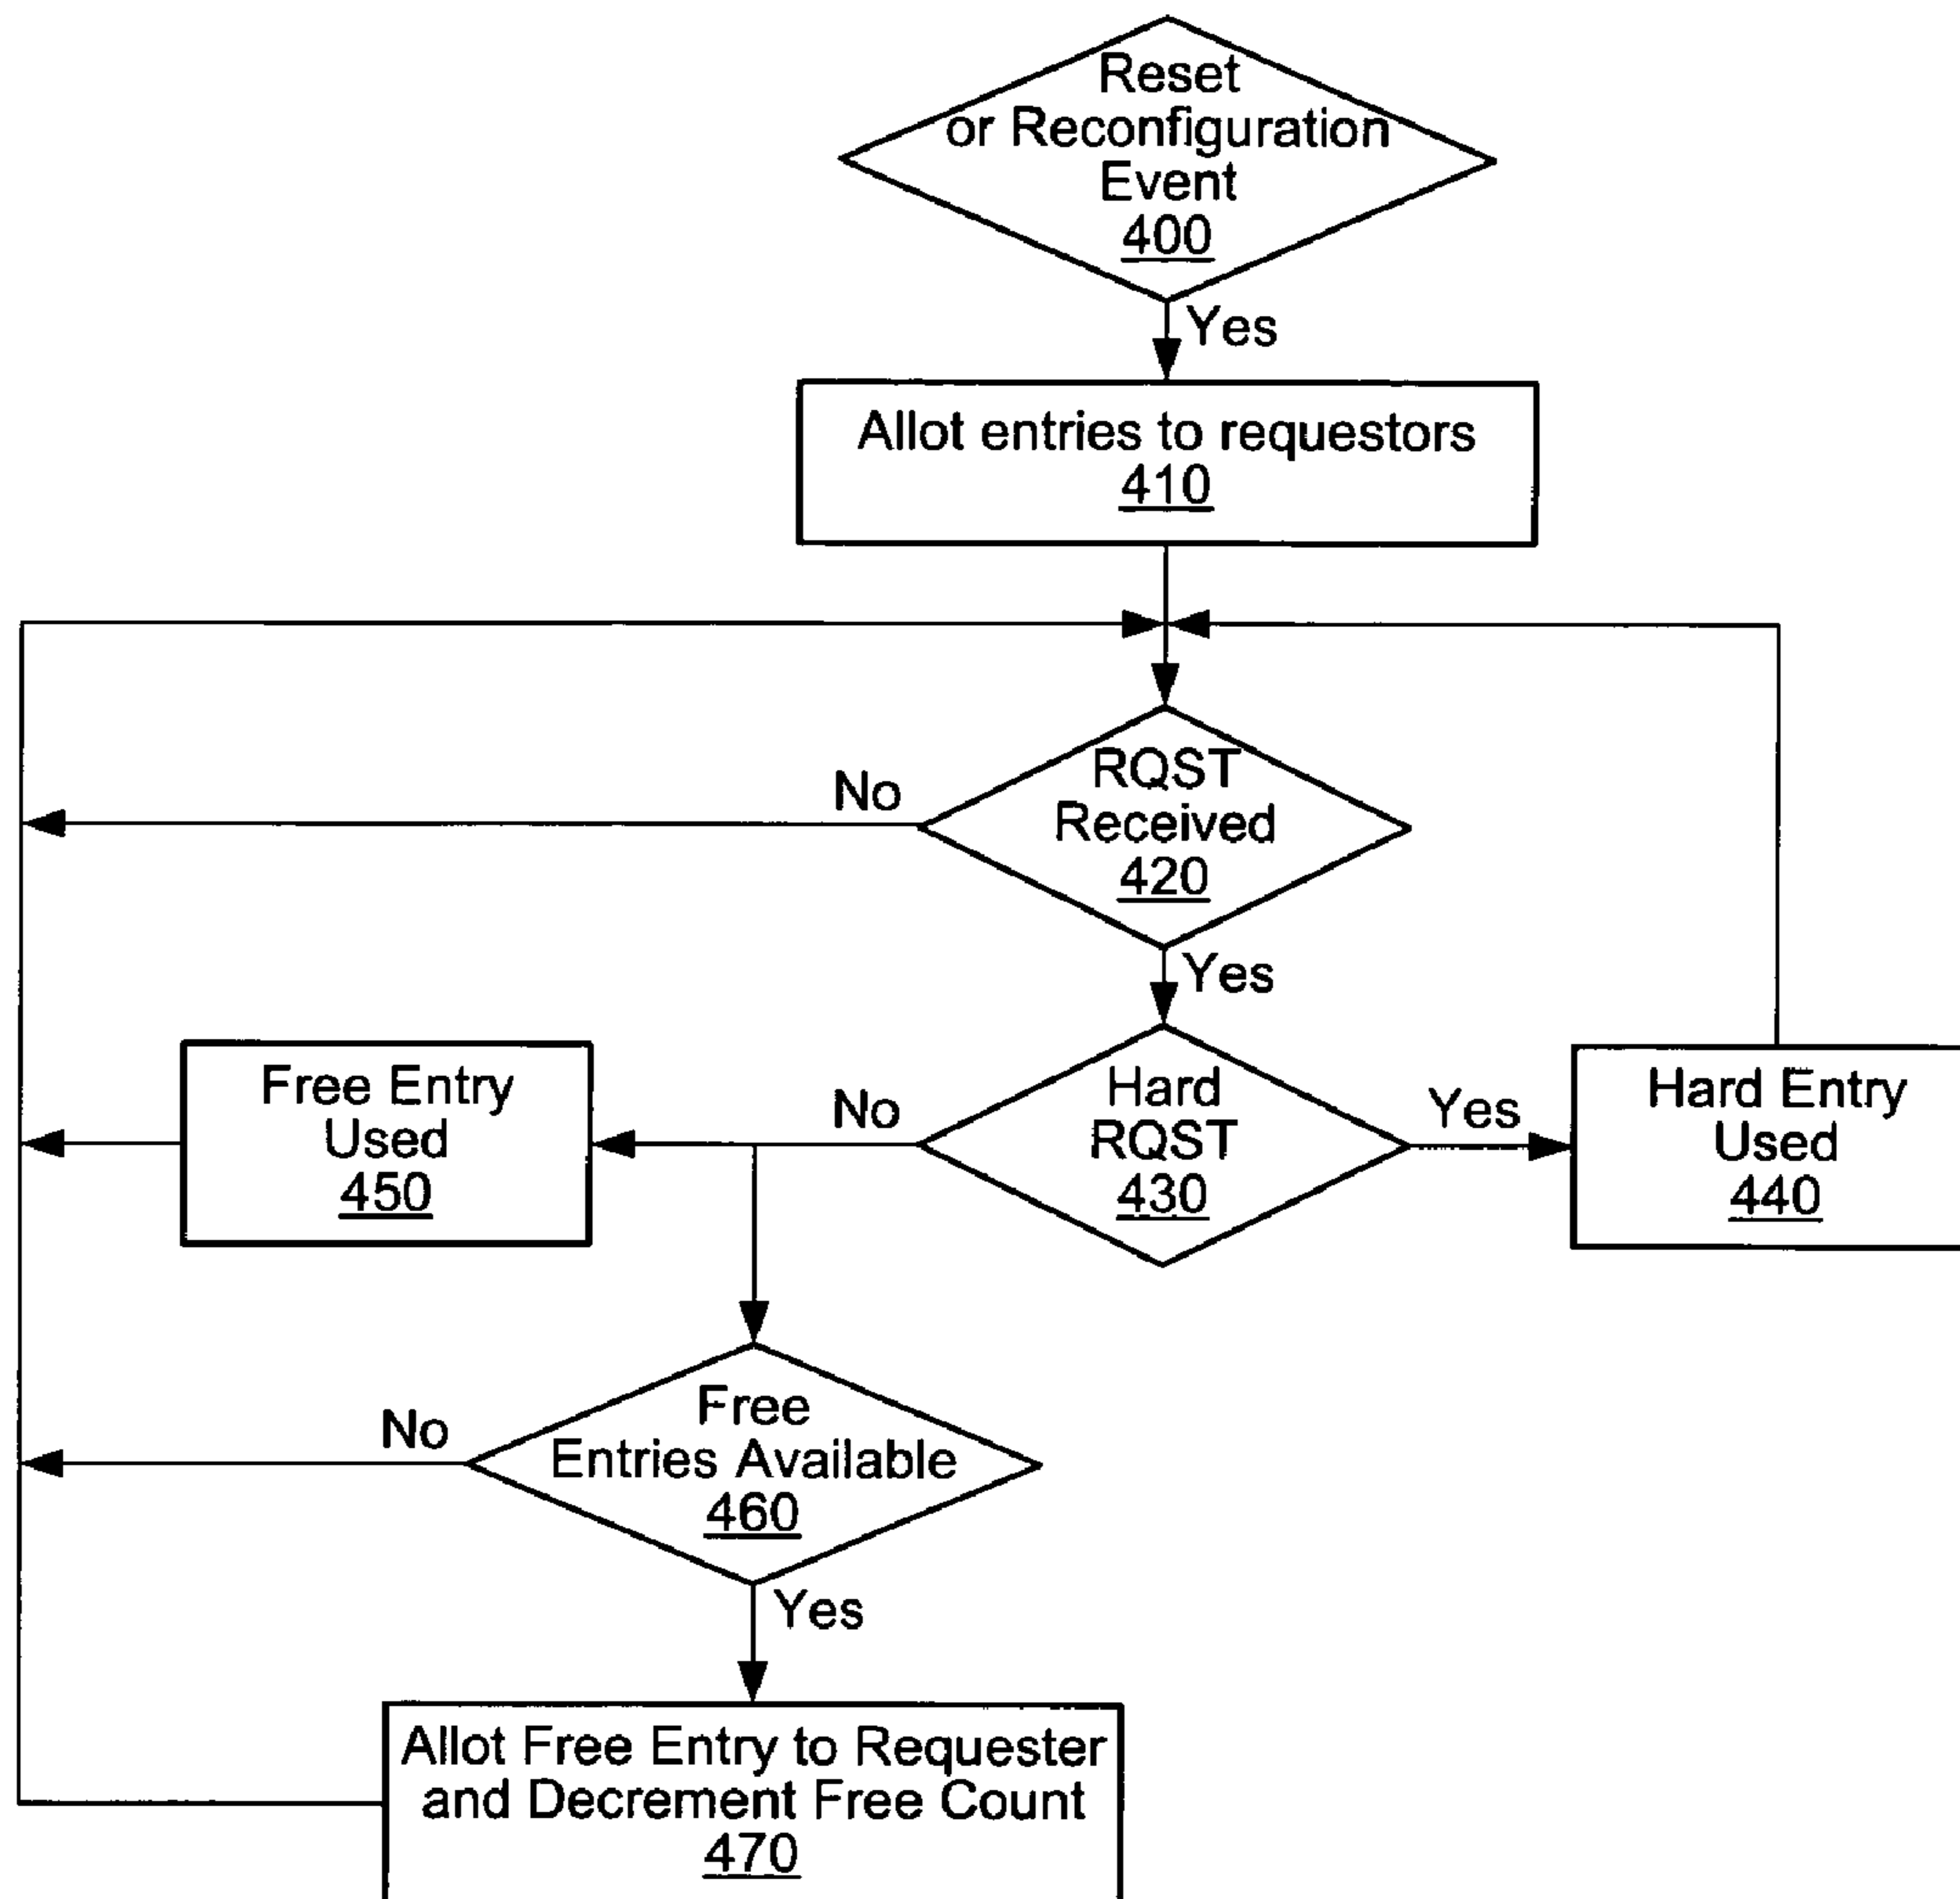 Reset
or Reconfiguration
Event
400
Yes
Allot entries to requestors
410
No
RQST
Received
420
Yes
Free Entry
Used
450
No
Hard
RQST
430
Yes
Hard Entry
Used
440
No
Free
Entries Available
460
Yes
Allot Free Entry to Requester
and Decrement Free Count
470